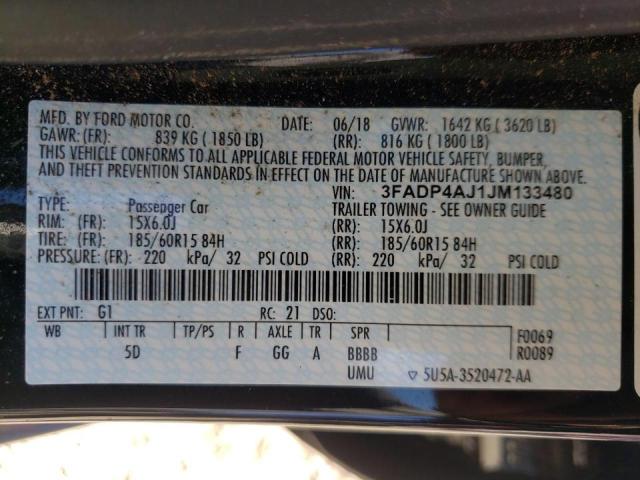 MFD. BY FORD MOTOR CO. DATE: 06/18 GVWR: 1642 KG ( 3620 LB)
GAWR: (FR): 839 KG ( 1850 LB) (RR): 816 KG ( 1800 LB)
THIS VEHICLE CONFORMS TO ALL APPLICABLE FEDERAL MOTOR VEHICLE SAFETY, BUMPER,
AND THEFT PREVENTION STANDARDS IN EFFECT ON THE DATE OF MANUFACTURE SHOWN ABOVE.
VIN: 3FADP4AJ1JM133480
TYPE: Passenger Car TRAILER TOWING - SEE OWNER GUIDE
RIM: (FR): 15X6.0J (RR): 15X6.0J
TIRE: (FR): 185/60R15 84H (RR): 185/60R15 84H
PRESSURE: (FR): 220 kPa/ 32 PSI COLD (RR): 220 kPa/ 32 PSI COLD
EXT PNT: G1 RC: 21 DSO:
WB INT TR TP/PS R AXLE TR SPR F0069
5D F GG A BBBB R0089
UMU ▽ 5U5A-3520472-AA